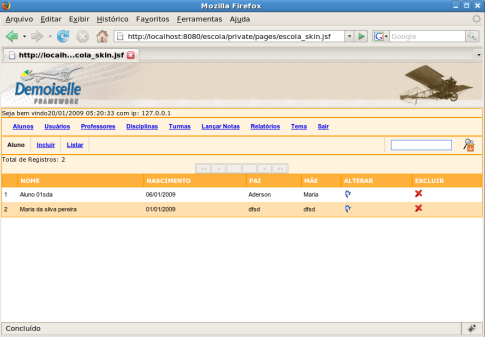 Mozilla Firefox
Arquivo Editar Exibir Histórico Favoritos Ferramentas Ajuda
http://localhost:8080/escola/private/pages/escola_skin.jsf
Google
http://localh...cola_skin.jsf
Demoiselle
FRAMEWORK
Seja bem vindo20/01/2009 05:20:33 com ip: 127.0.0.1
Alunos Usuários Professores Disciplinas Turmas Lançar Notas Relatórios Tema Sair
Aluno Incluir Listar
Total de Registros: 2
<< < > >>
NOME NASCIMENTO PAI MÃE ALTERAR EXCLUIR
1 Aluno 01sda 06/01/2009 Aderson Maria
2 Maria da silva pereira 01/01/2009 dfsd dfsd
Concluído